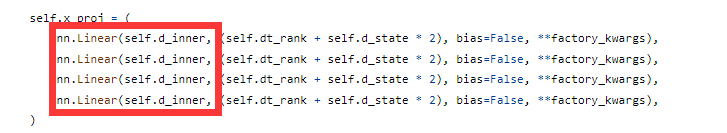 self.x_proj = (
nn.Linear(self.d_inner, (self.dt_rank + self.d_state * 2), bias=False, **factory_kwargs),
nn.Linear(self.d_inner, (self.dt_rank + self.d_state * 2), bias=False, **factory_kwargs),
nn.Linear(self.d_inner, (self.dt_rank + self.d_state * 2), bias=False, **factory_kwargs),
nn.Linear(self.d_inner, (self.dt_rank + self.d_state * 2), bias=False, **factory_kwargs),
)